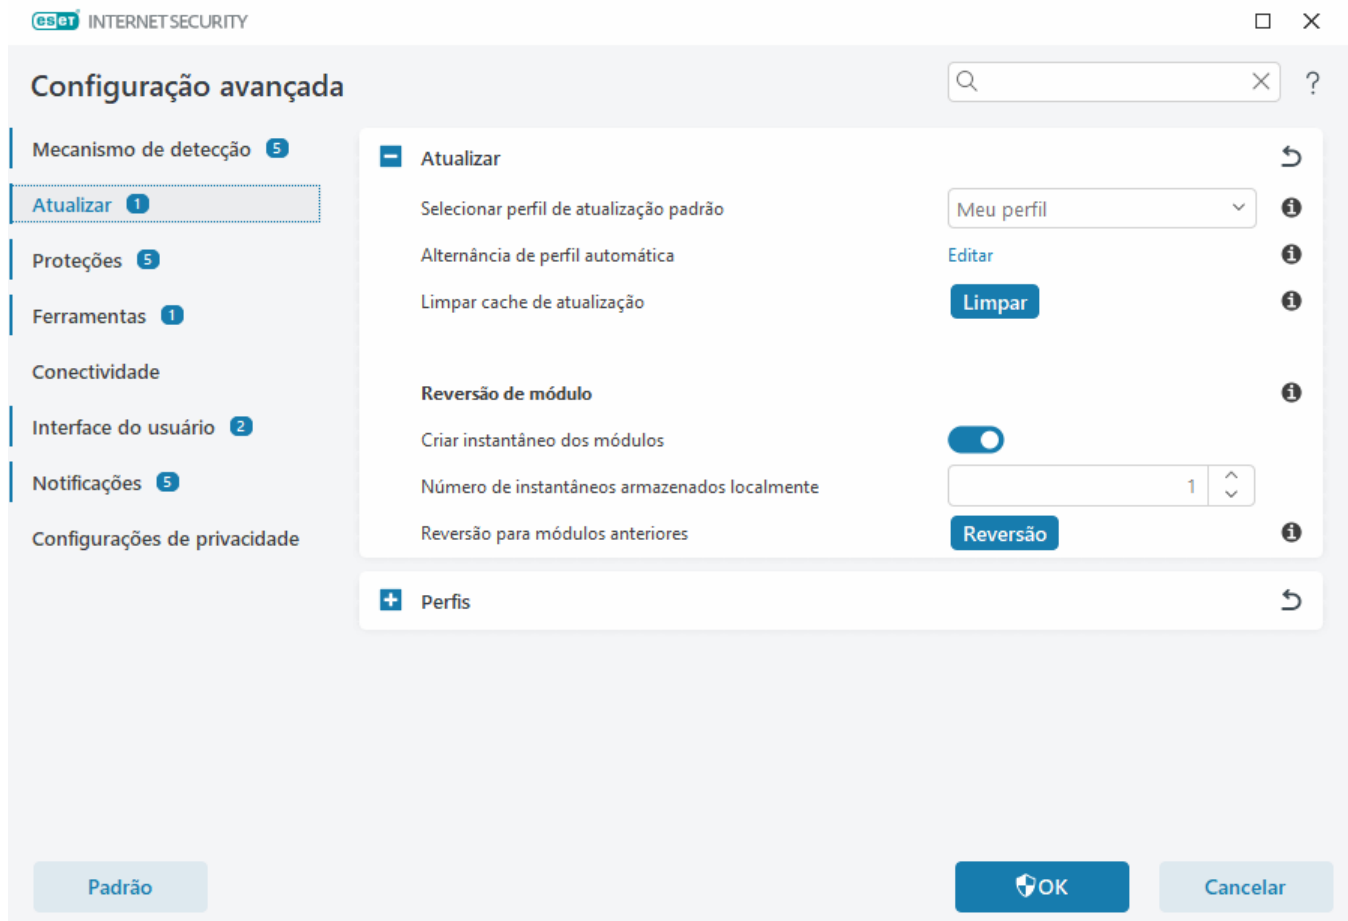 eseт INTERNET SECURITY
Configuração avançada
?
Mecanismo de detecção 5
Atualizar 1
Proteções 5
Ferramentas 1
Conectividade
Interface do usuário 2
Notificações 5
Configurações de privacidade
Atualizar
Selecionar perfil de atualização padrão Meu perfil
Alternância de perfil automática Editar
Limpar cache de atualização Limpar
Reversão de módulo
Criar instantâneo dos módulos
Número de instantâneos armazenados localmente 1
Reversão para módulos anteriores Reversão
Perfis
Padrão OK Cancelar